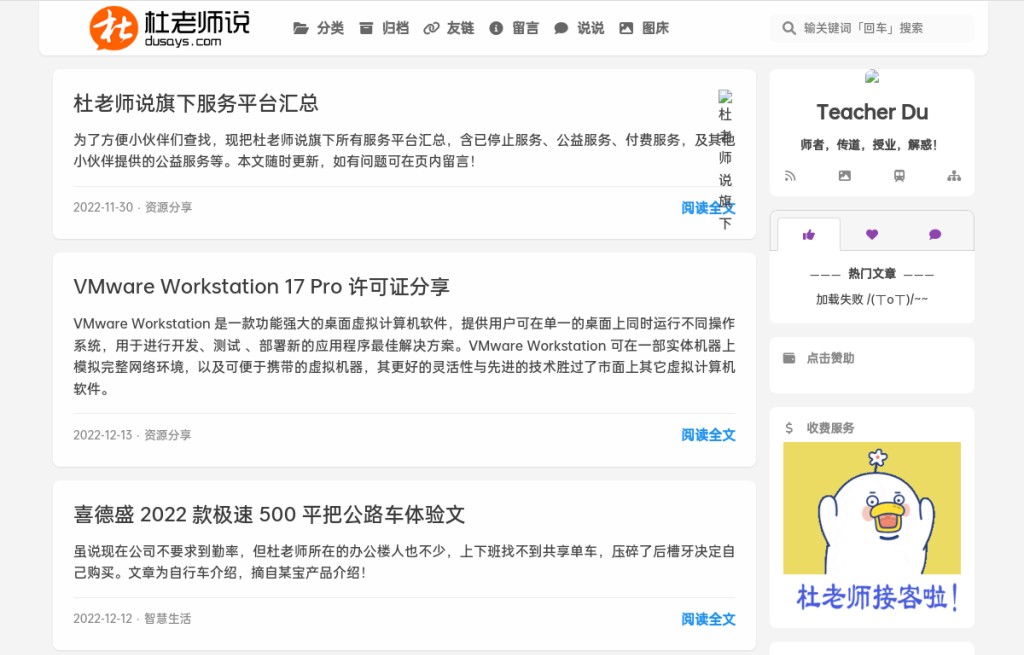 杜老师说
dusays.com
分类 归档 友链 留言 说说 图床
输关键词「回车」搜索
杜老师说旗下服务平台汇总
为了方便小伙伴们查找，现把杜老师说旗下所有服务平台汇总，含已停止服务、公益服务、付费服务，及其他
小伙伴提供的公益服务等。本文随时更新，如有问题可在页内留言！
杜老师说旗下
2022-11-30 · 资源分享
阅读全文
VMware Workstation 17 Pro 许可证分享
VMware Workstation 是一款功能强大的桌面虚拟计算机软件，提供用户可在单一的桌面上同时运行不同操作
系统，用于进行开发、测试 、部署新的应用程序最佳解决方案。VMware Workstation 可在一部实体机器上
模拟完整网络环境，以及可便于携带的虚拟机器，其更好的灵活性与先进的技术胜过了市面上其它虚拟计算机
软件。
2022-12-13 · 资源分享
阅读全文
喜德盛 2022 款极速 500 平把公路车体验文
虽说现在公司不要求到勤率，但杜老师所在的办公楼人也不少，上下班找不到共享单车，压碎了后槽牙决定自
己购买。文章为自行车介绍，摘自某宝产品介绍！
2022-12-12 · 智慧生活
阅读全文
Teacher Du
师者，传道，授业，解惑！
——— 热门文章 ———
加载失败 /(ㄒoㄒ)/~~
点击赞助
收费服务
杜老师接客啦！